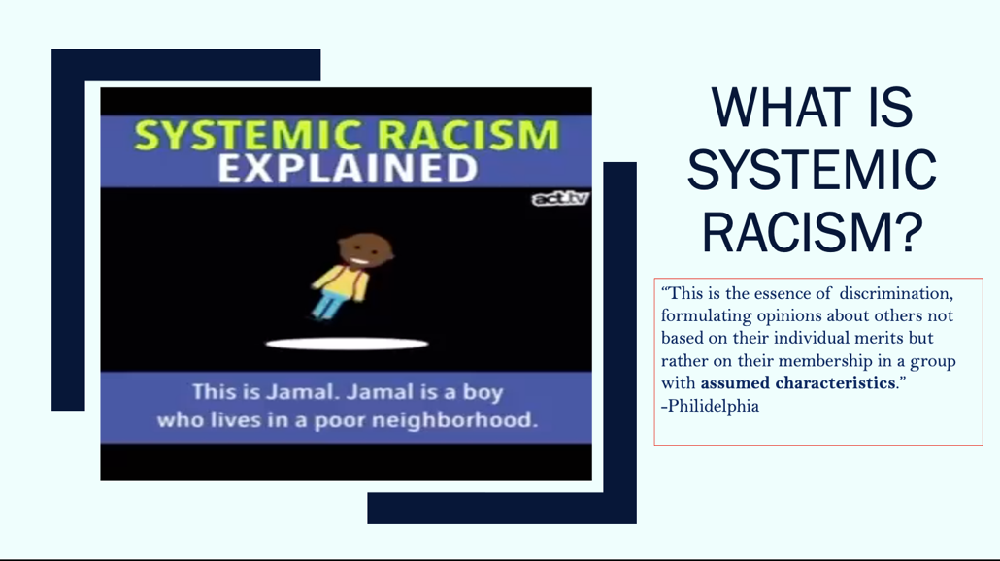 SYSTEMIC RACISM
EXPLAINED
act.tv
This is Jamal. Jamal is a boy
who lives in a poor neighborhood.
WHAT IS
SYSTEMIC
RACISM?
“This is the essence of discrimination,
formulating opinions about others not
based on their individual merits but
rather on their membership in a group
with assumed characteristics.”
-Philidelphia